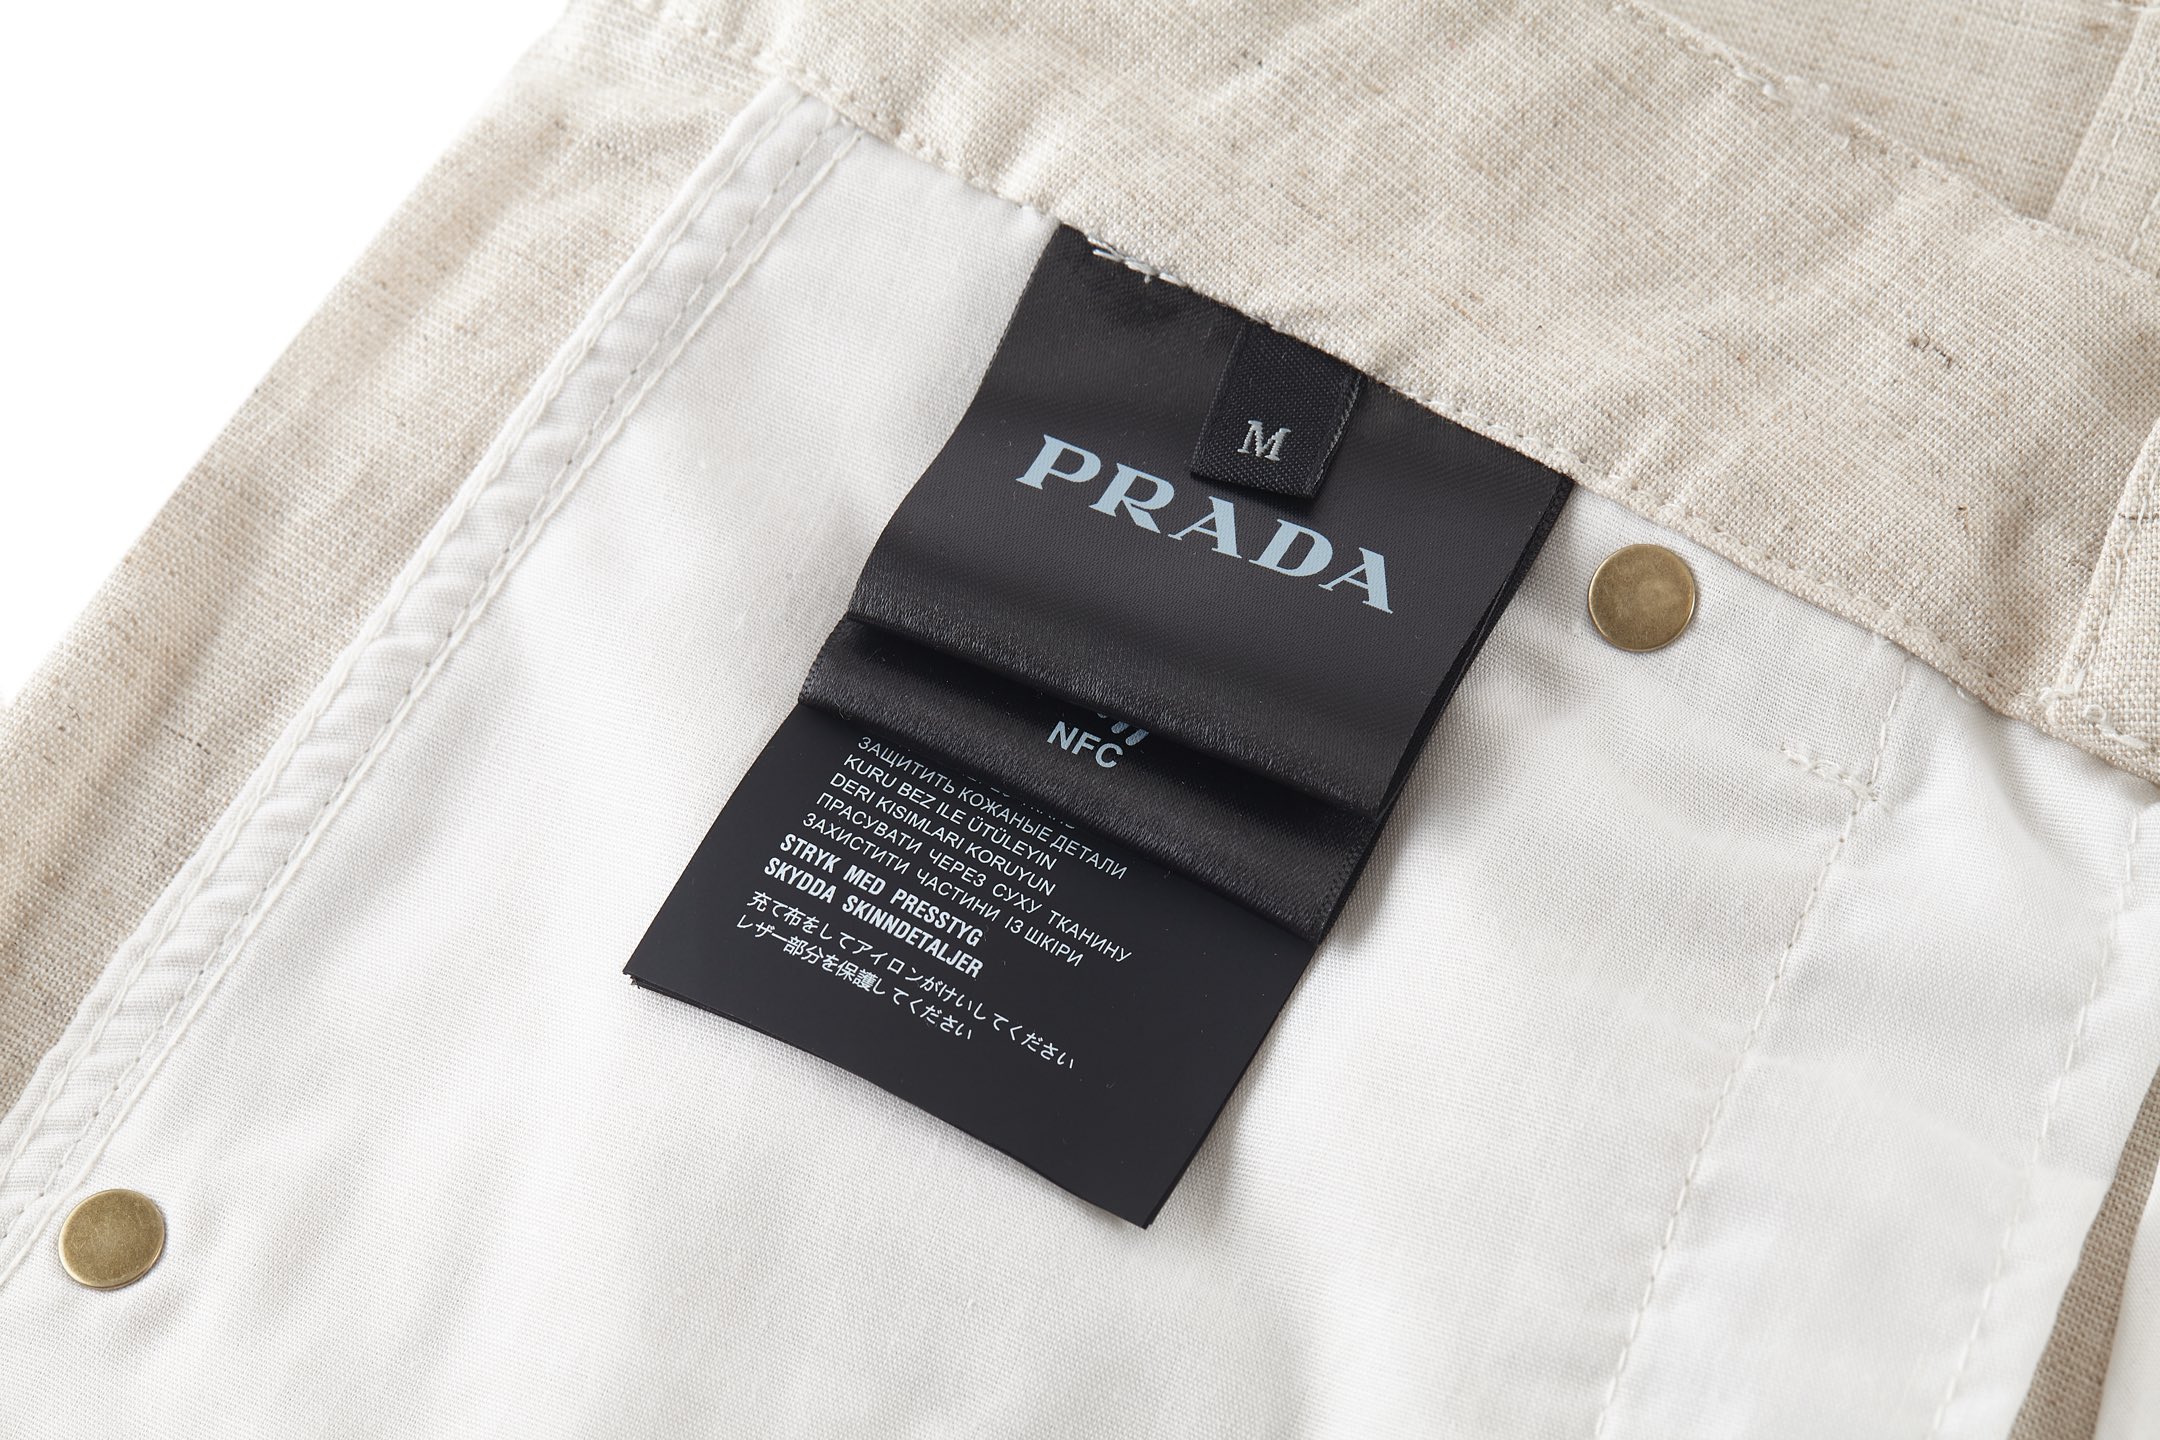 M
PRADA
NFC
ЗАЩИТИТЬ КОЖАНЫЕ ДЕТАЛИ
KURU BEZ ILE ÜTÜLEYIN
DERI KISIMLARI KORUYUN
ПРАСУВАТИ ЧЕРЕЗ СУХУ ТКАНИНУ
ЗАХИСТИТИ ЧАСТИНИ ІЗ ШКІРИ
STRYK MED PRESSTYG
SKYDDA SKINNDETALJER
充て布をしてアイロンがけいしてください
レザー部分を保護してください